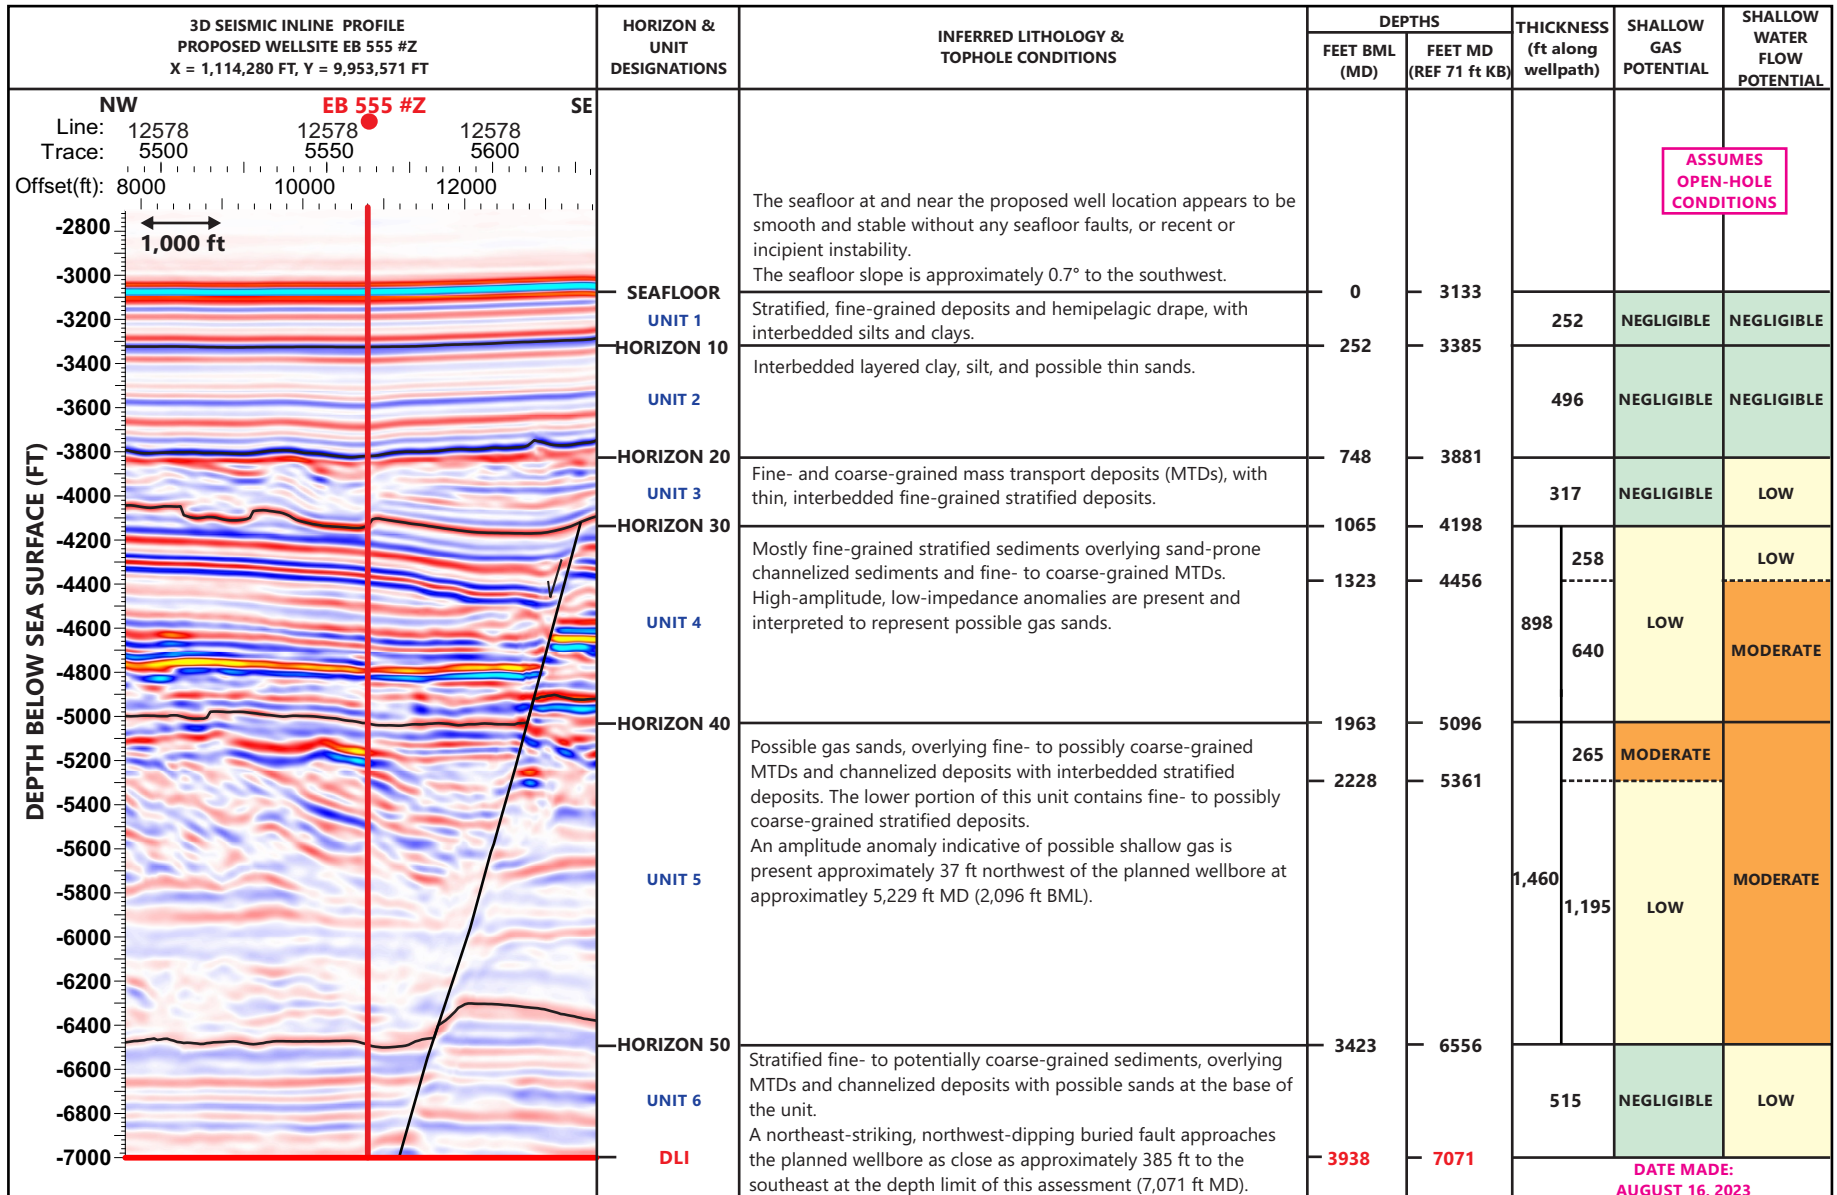 3D SEISMIC INLINE PROFILE
PROPOSED WELLSITE EB 555 #Z
X = 1,114,280 FT, Y = 9,953,571 FT
HORIZON &
UNIT
DESIGNATIONS
INFERRED LITHOLOGY &
TOPHOLE CONDITIONS
DEPTHS
FEET BML
(MD)
FEET MD
(REF 71 ft KB)
THICKNESS
(ft along
wellpath)
SHALLOW
GAS
POTENTIAL
SHALLOW
WATER
FLOW
POTENTIAL
NW EB 555 #Z SE
Line: 12578 12578 12578
Trace: 5500 5550 5600
Offset(ft): 8000 10000 12000
1,000 ft
DEPTH BELOW SEA SURFACE (FT)
-2800
-3000
-3200
-3400
-3600
-3800
-4000
-4200
-4400
-4600
-4800
-5000
-5200
-5400
-5600
-5800
-6000
-6200
-6400
-6600
-6800
-7000
ASSUMES
OPEN-HOLE
CONDITIONS
The seafloor at and near the proposed well location appears to be
smooth and stable without any seafloor faults, or recent or
incipient instability.
The seafloor slope is approximately 0.7° to the southwest.
SEAFLOOR 0 3133
UNIT 1
Stratified, fine-grained deposits and hemipelagic drape, with
interbedded silts and clays.
252 NEGLIGIBLE NEGLIGIBLE
HORIZON 10 252 3385
Interbedded layered clay, silt, and possible thin sands.
UNIT 2 496 NEGLIGIBLE NEGLIGIBLE
HORIZON 20 748 3881
Fine- and coarse-grained mass transport deposits (MTDs), with
thin, interbedded fine-grained stratified deposits.
UNIT 3 317 NEGLIGIBLE LOW
HORIZON 30 1065 4198
Mostly fine-grained stratified sediments overlying sand-prone
channelized sediments and fine- to coarse-grained MTDs.
High-amplitude, low-impedance anomalies are present and
interpreted to represent possible gas sands.
258 LOW
1323 4456
UNIT 4 898 LOW
640 MODERATE
HORIZON 40 1963 5096
Possible gas sands, overlying fine- to possibly coarse-grained
MTDs and channelized deposits with interbedded stratified
deposits. The lower portion of this unit contains fine- to possibly
coarse-grained stratified deposits.
An amplitude anomaly indicative of possible shallow gas is
present approximately 37 ft northwest of the planned wellbore at
approximatley 5,229 ft MD (2,096 ft BML).
265 MODERATE
2228 5361
UNIT 5 1,460 MODERATE
1,195 LOW
HORIZON 50 3423 6556
Stratified fine- to potentially coarse-grained sediments, overlying
MTDs and channelized deposits with possible sands at the base of
the unit.
A northeast-striking, northwest-dipping buried fault approaches
the planned wellbore as close as approximately 385 ft to the
southeast at the depth limit of this assessment (7,071 ft MD).
UNIT 6 515 NEGLIGIBLE LOW
DLI 3938 7071
DATE MADE:
AUGUST 16, 2023